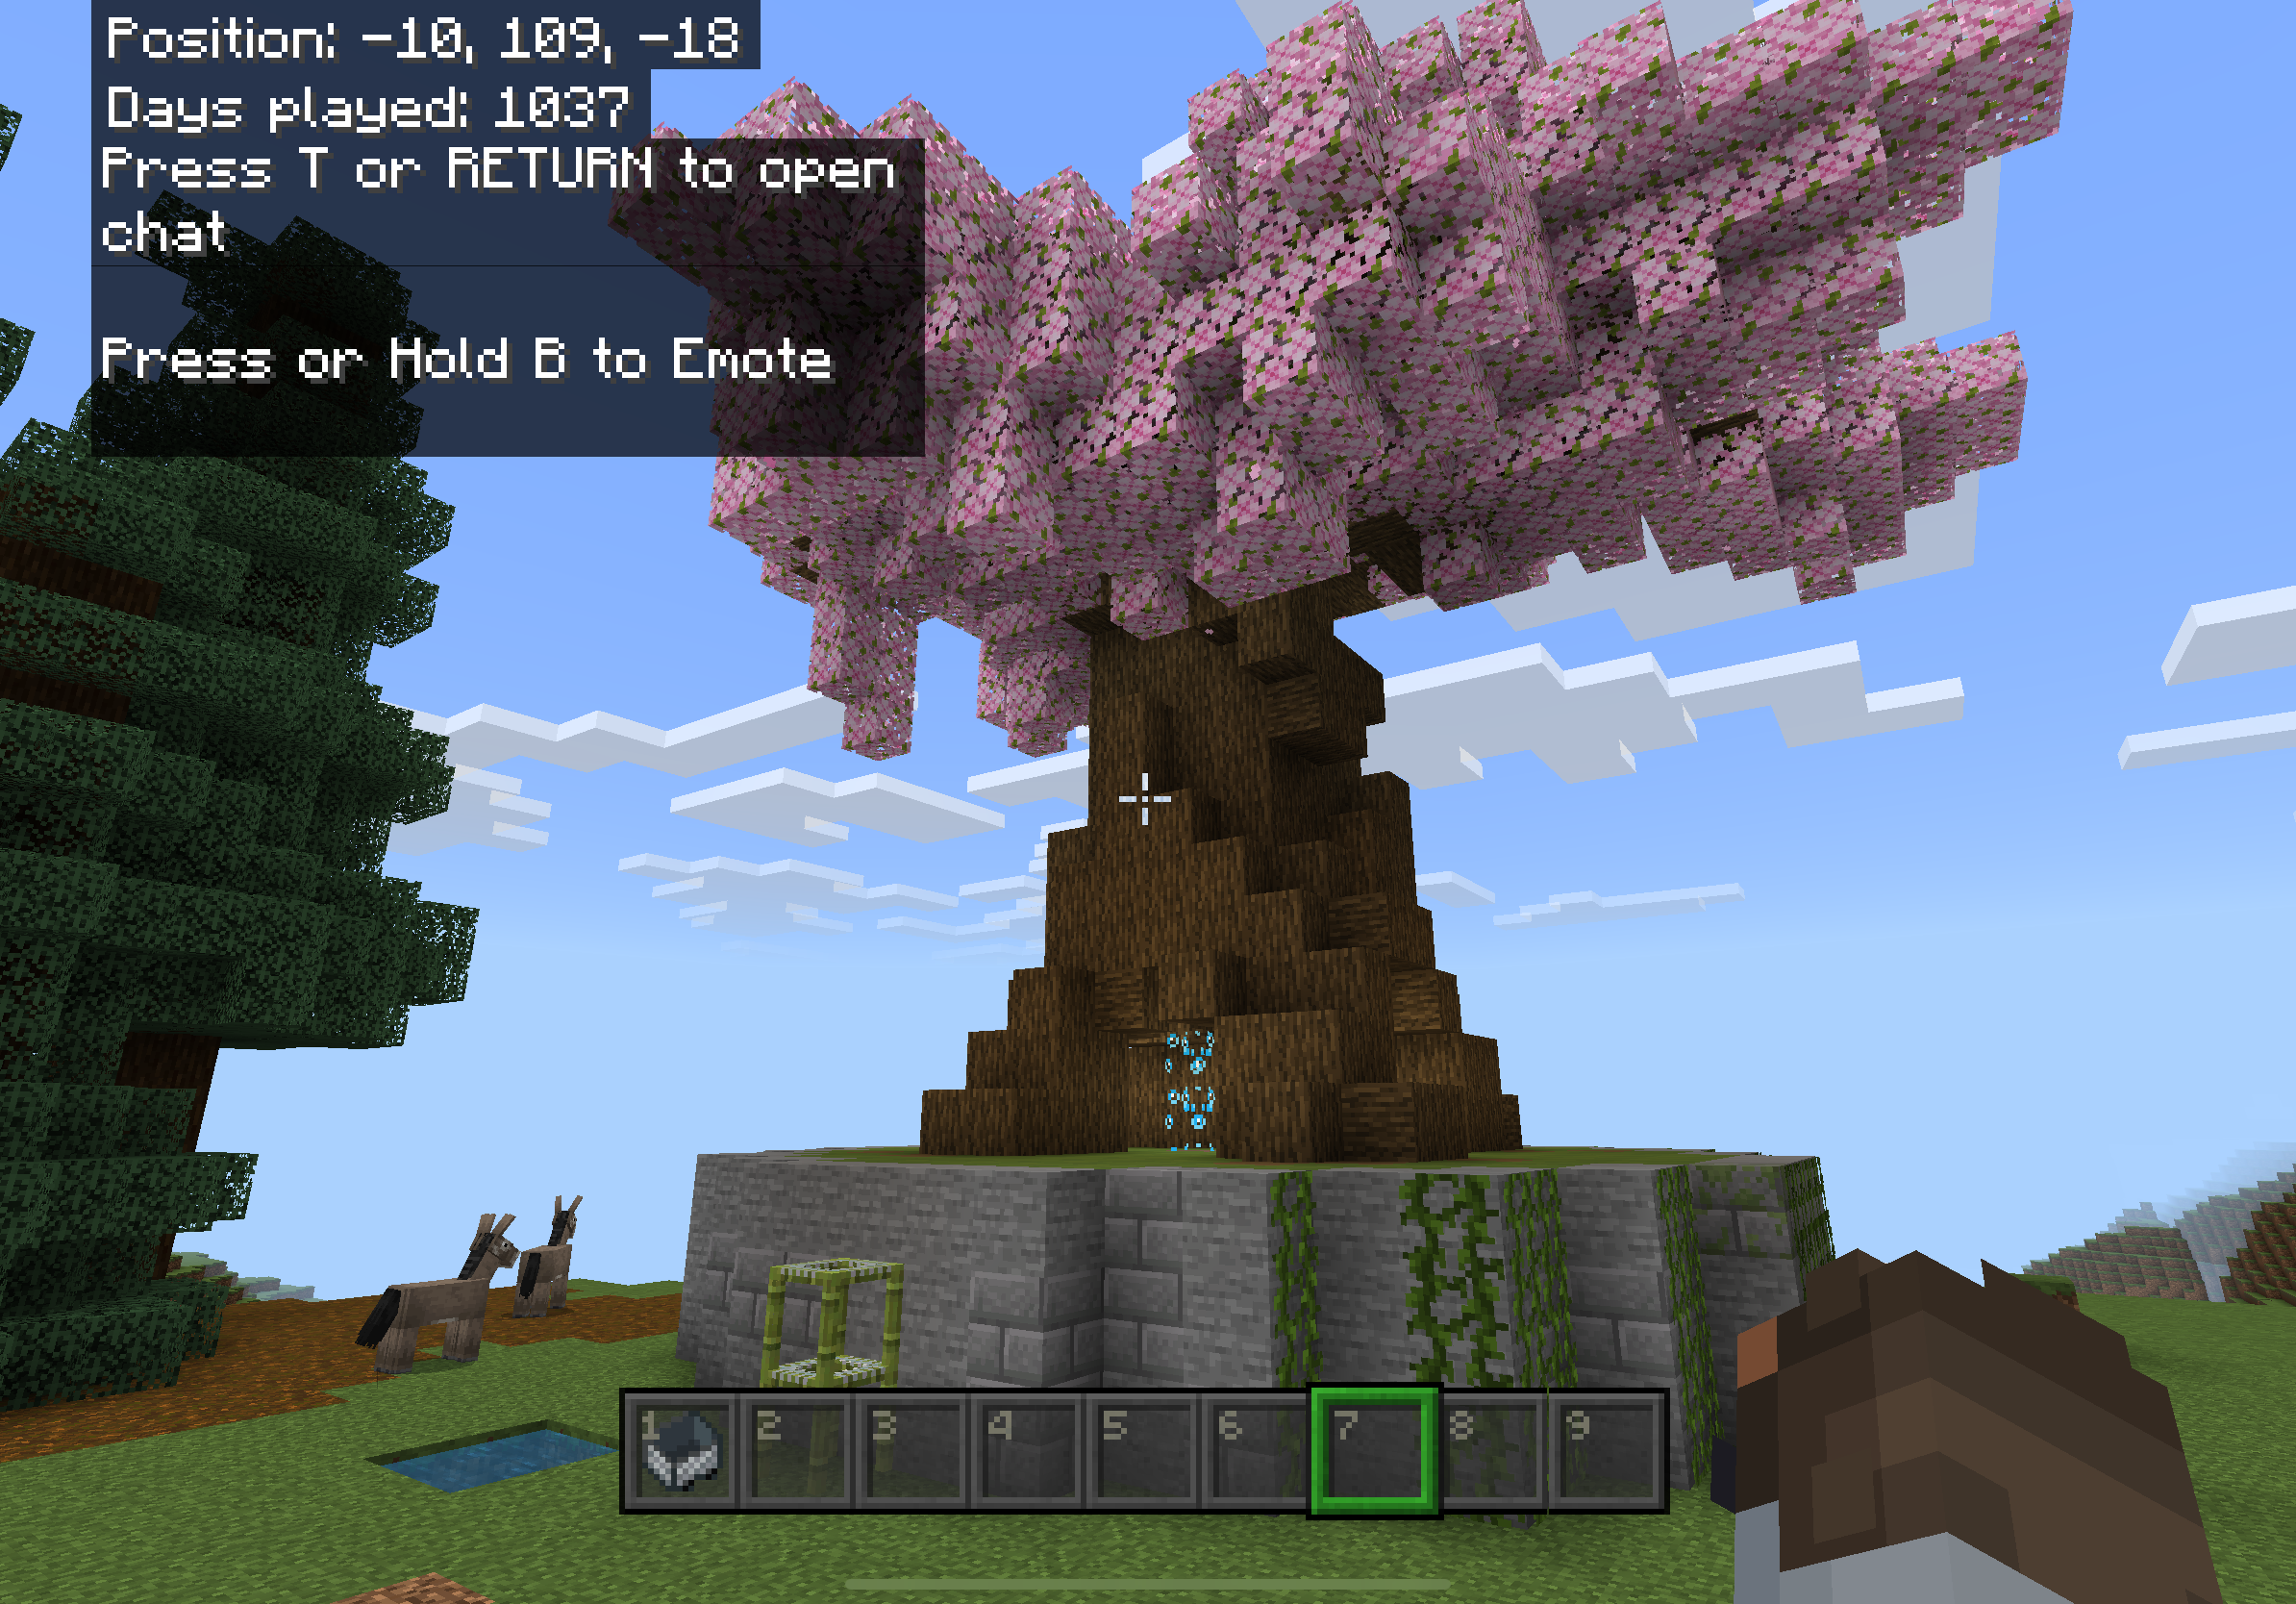 Position: -10, 109, -18
Days played: 1037
Press T or RETURN to open
chat
Press or Hold B to Emote
1 2 3 4 5 6 7 8 9